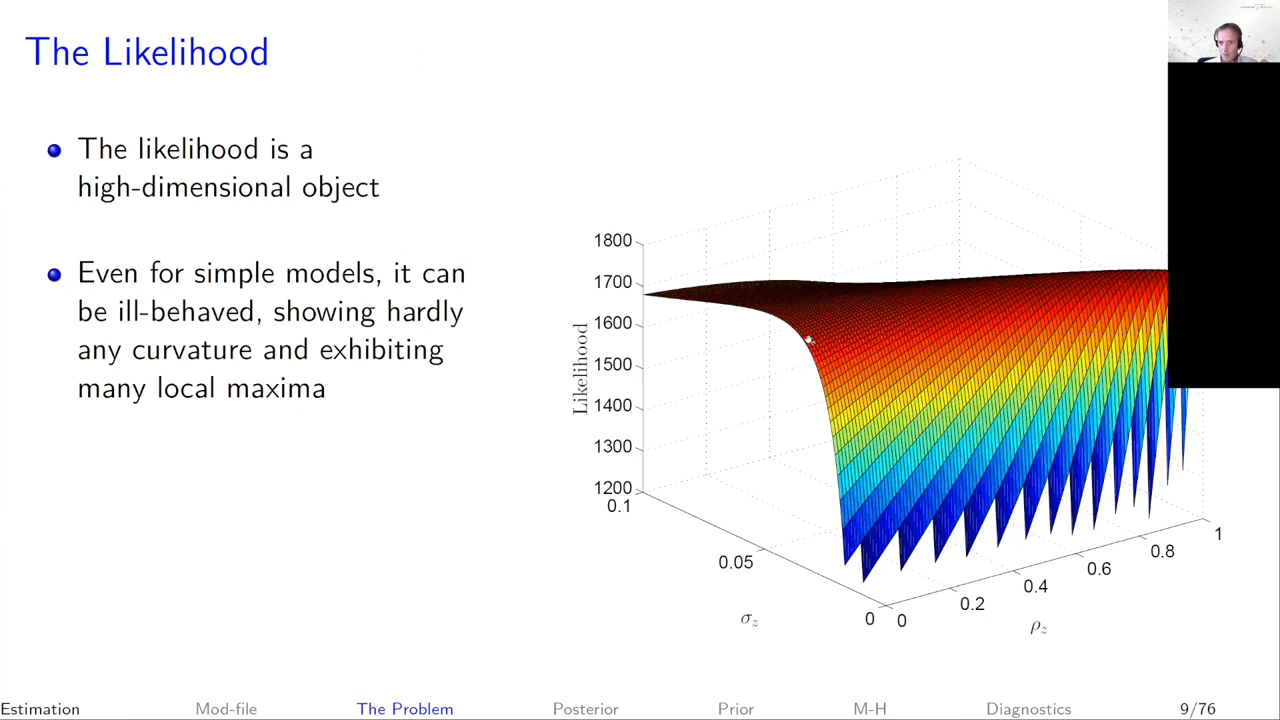 The Likelihood
The likelihood is a
high-dimensional object
Even for simple models, it can
be ill-behaved, showing hardly
any curvature and exhibiting
many local maxima
1800
1700
1600
1500
1400
1300
1200
Likelihood
0.1
0.05
0
σz
0
0.2
0.4
0.6
0.8
1
ρz
Estimation Mod-file The Problem Posterior Prior M-H Diagnostics 9/76